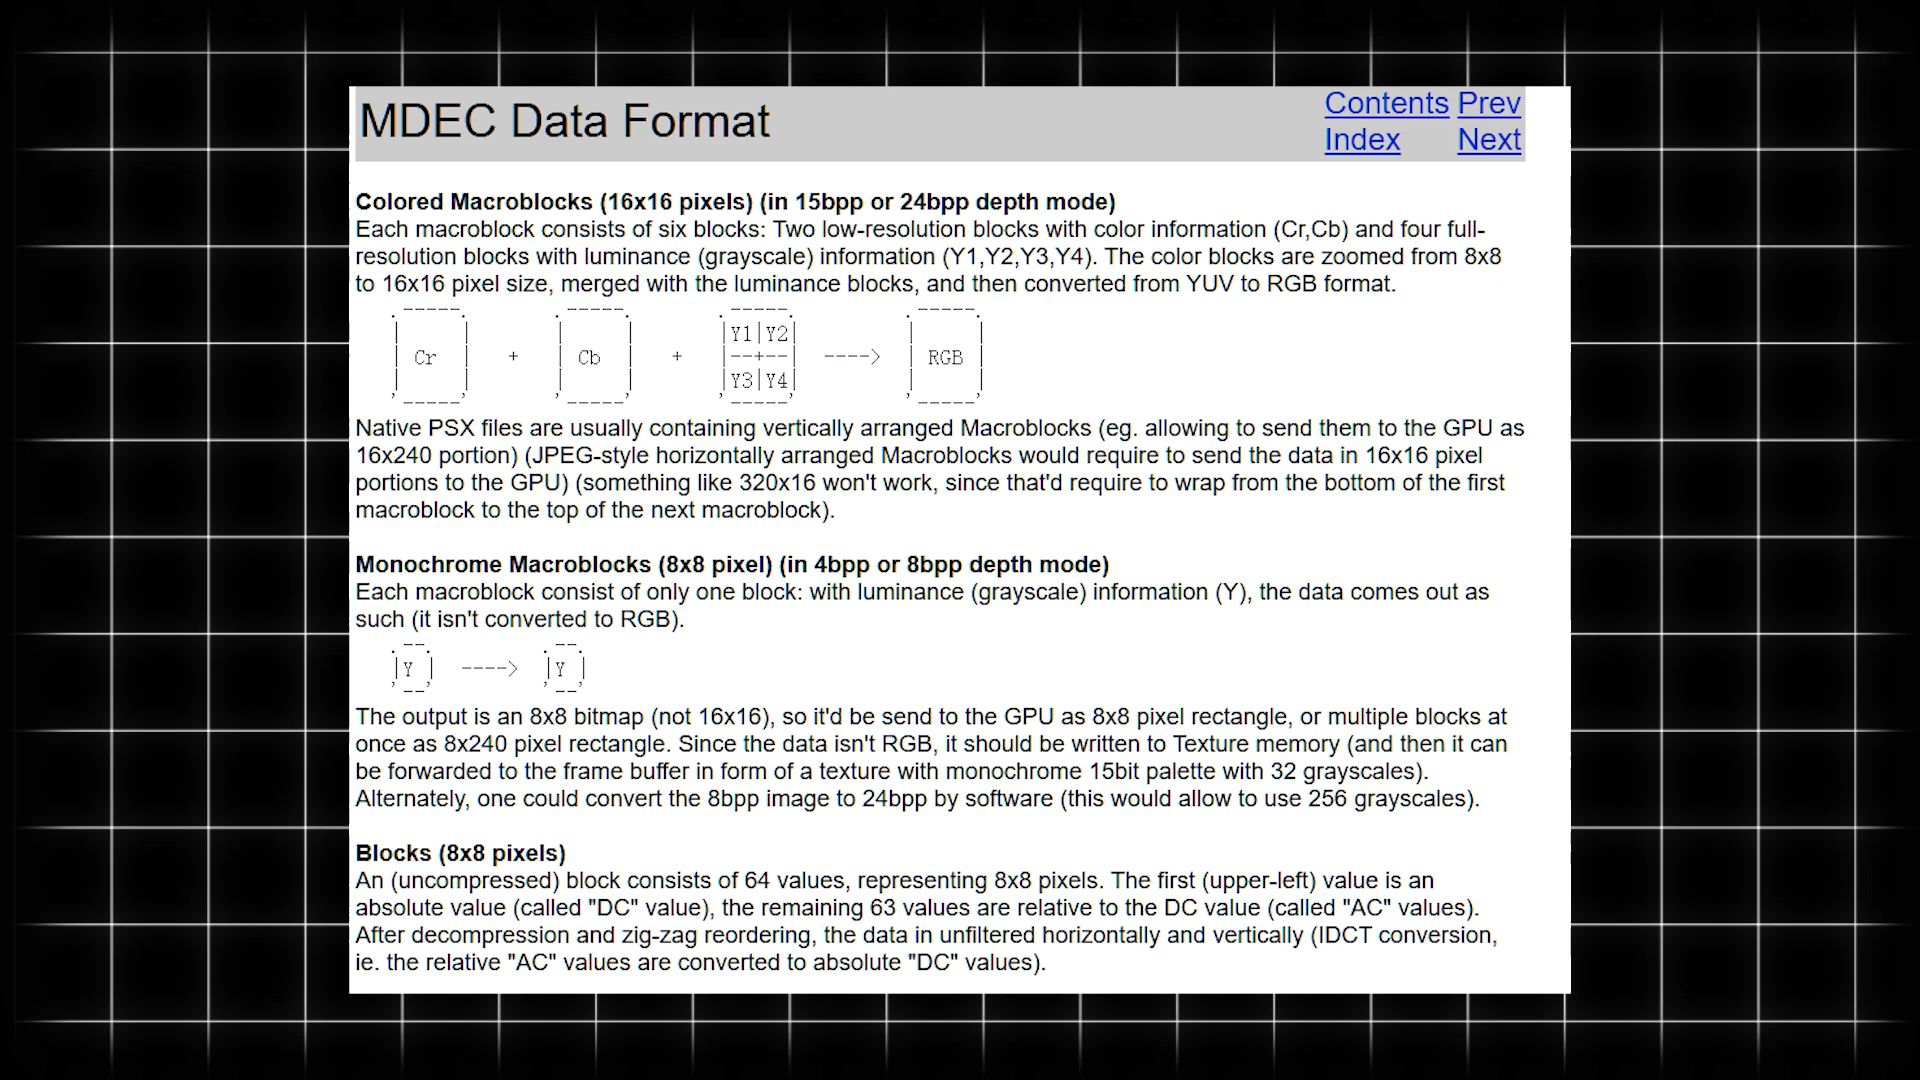 MDEC Data Format
Contents Prev
Index Next
Colored Macroblocks (16x16 pixels) (in 15bpp or 24bpp depth mode)
Each macroblock consists of six blocks: Two low-resolution blocks with color information (Cr,Cb) and four full-
resolution blocks with luminance (grayscale) information (Y1,Y2,Y3,Y4). The color blocks are zoomed from 8x8
to 16x16 pixel size, merged with the luminance blocks, and then converted from YUV to RGB format.
.-----.   .-----.   .-----.        .-----.
|     |   |     |   |Y1|Y2|        |     |
| Cr  | + | Cb  | + |--+--| ---->  | RGB |
|     |   |     |   |Y3|Y4|        |     |
'-----'   '-----'   '-----'        '-----'
Native PSX files are usually containing vertically arranged Macroblocks (eg. allowing to send them to the GPU as
16x240 portion) (JPEG-style horizontally arranged Macroblocks would require to send the data in 16x16 pixel
portions to the GPU) (something like 320x16 won't work, since that'd require to wrap from the bottom of the first
macroblock to the top of the next macroblock).
Monochrome Macroblocks (8x8 pixel) (in 4bpp or 8bpp depth mode)
Each macroblock consist of only one block: with luminance (grayscale) information (Y), the data comes out as
such (it isn't converted to RGB).
.--.        .--.
|Y | ---->  |Y |
'--'        '--'
The output is an 8x8 bitmap (not 16x16), so it'd be send to the GPU as 8x8 pixel rectangle, or multiple blocks at
once as 8x240 pixel rectangle. Since the data isn't RGB, it should be written to Texture memory (and then it can
be forwarded to the frame buffer in form of a texture with monochrome 15bit palette with 32 grayscales).
Alternately, one could convert the 8bpp image to 24bpp by software (this would allow to use 256 grayscales).
Blocks (8x8 pixels)
An (uncompressed) block consists of 64 values, representing 8x8 pixels. The first (upper-left) value is an
absolute value (called "DC" value), the remaining 63 values are relative to the DC value (called "AC" values).
After decompression and zig-zag reordering, the data in unfiltered horizontally and vertically (IDCT conversion,
ie. the relative "AC" values are converted to absolute "DC" values).